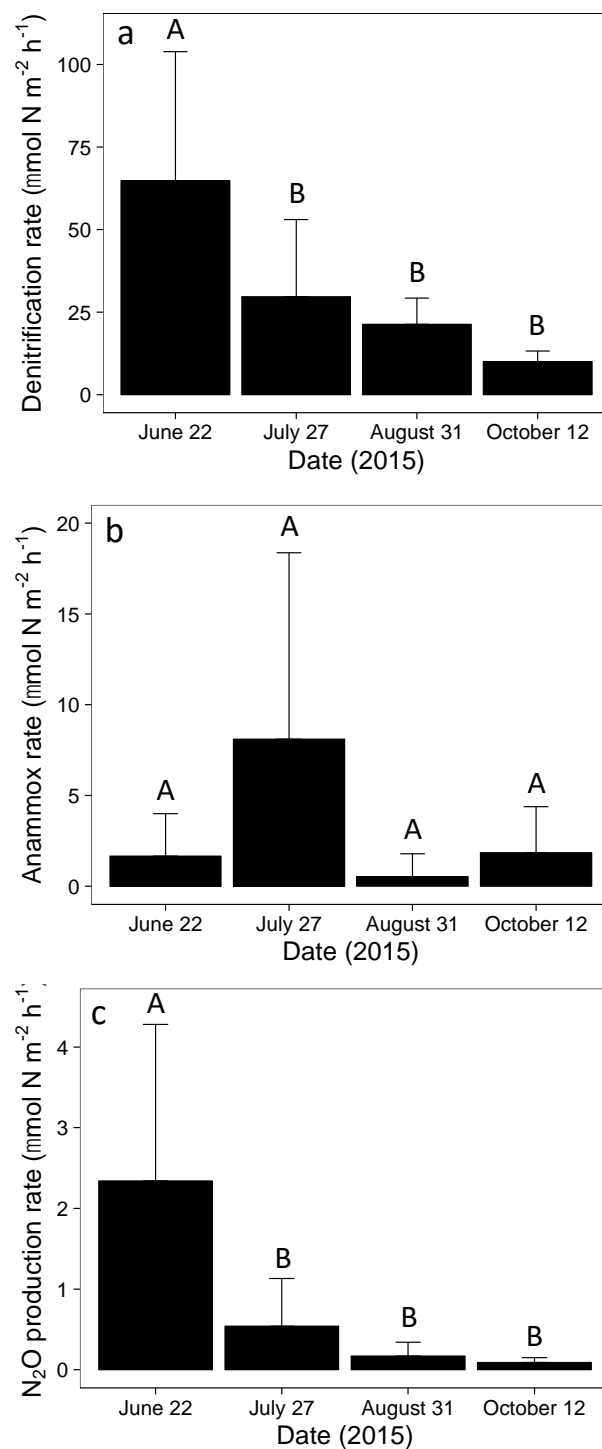 a
A
B
B
B
100
75
50
25
0
Denitrification rate (mmol N m⁻² h⁻¹)
June 22 July 27 August 31 October 12
Date (2015)
b
A
A
A
A
20
15
10
5
0
Anammox rate (mmol N m⁻² h⁻¹)
June 22 July 27 August 31 October 12
Date (2015)
c
A
B
B
B
4
3
2
1
0
N₂O production rate (mmol N m⁻² h⁻¹
June 22 July 27 August 31 October 12
Date (2015)